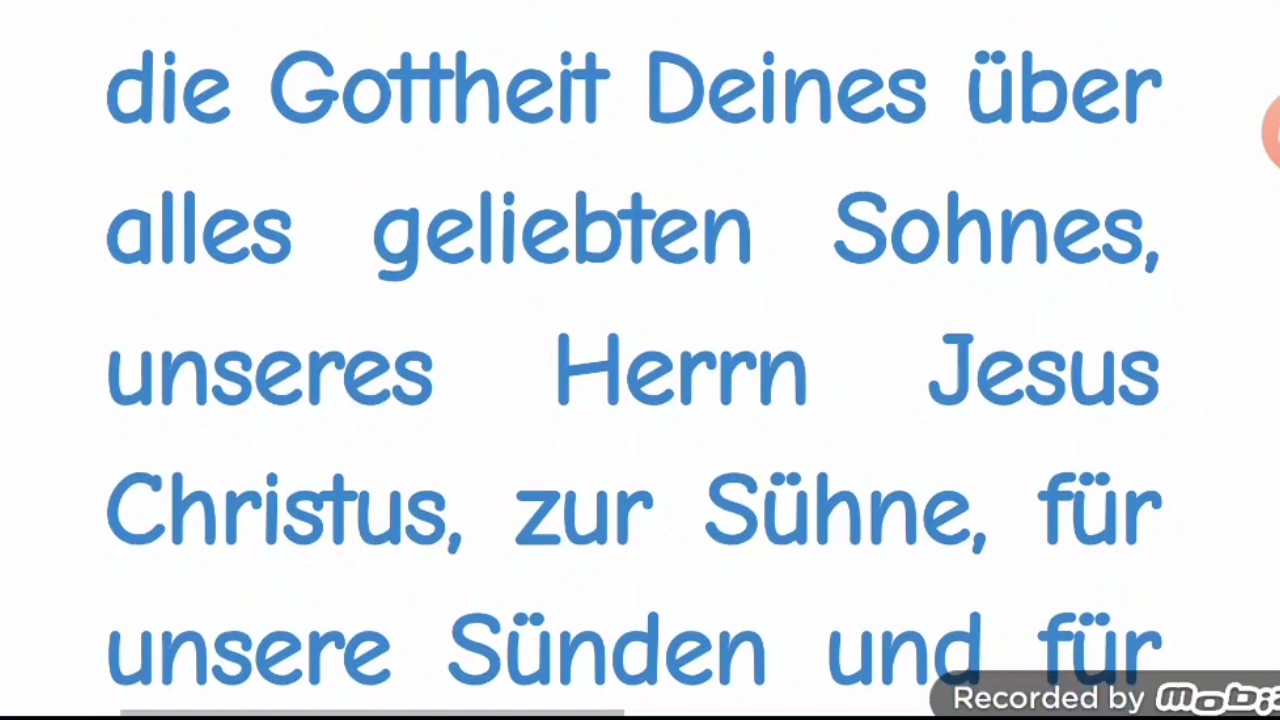 die Gottheit Deines über
alles geliebten Sohnes,
unseres Herrn Jesus
Christus, zur Sühne, für
unsere Sünden und für
Recorded by